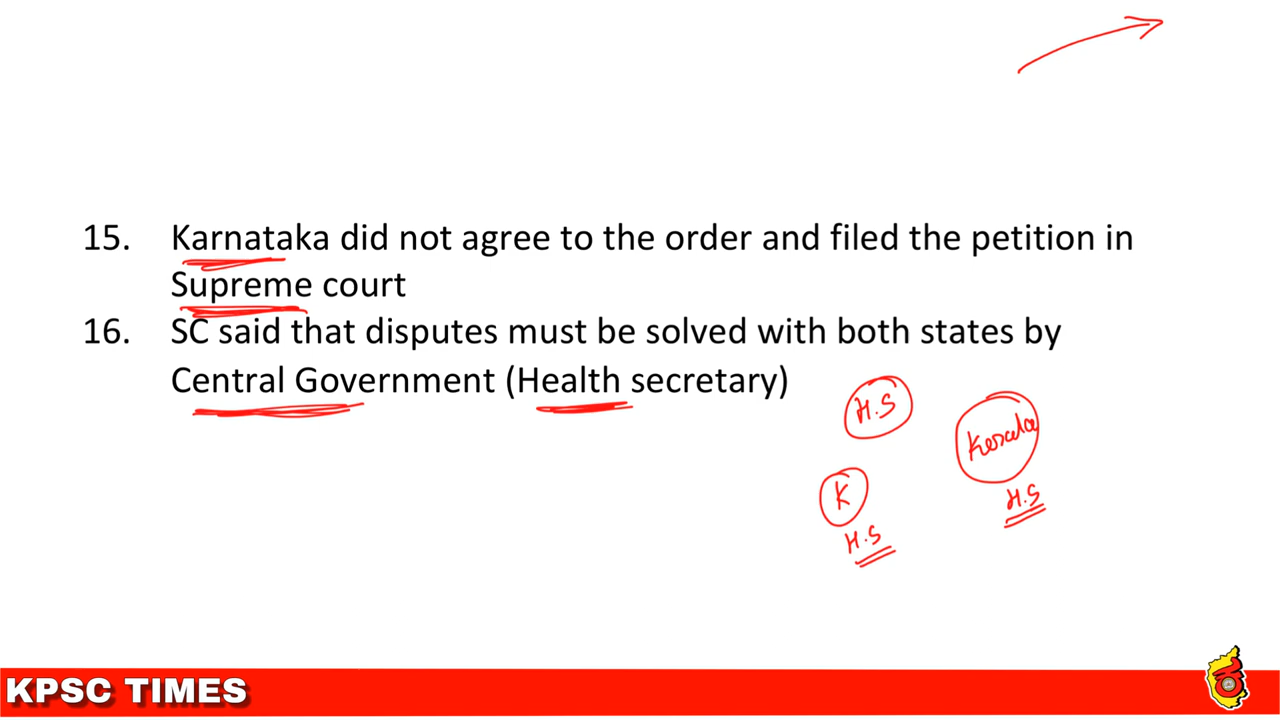 15. Karnataka did not agree to the order and filed the petition in
Supreme court
16. SC said that disputes must be solved with both states by
Central Government (Health secretary)
H.S
Kerala
K
H.S
H.S
KPSC TIMES